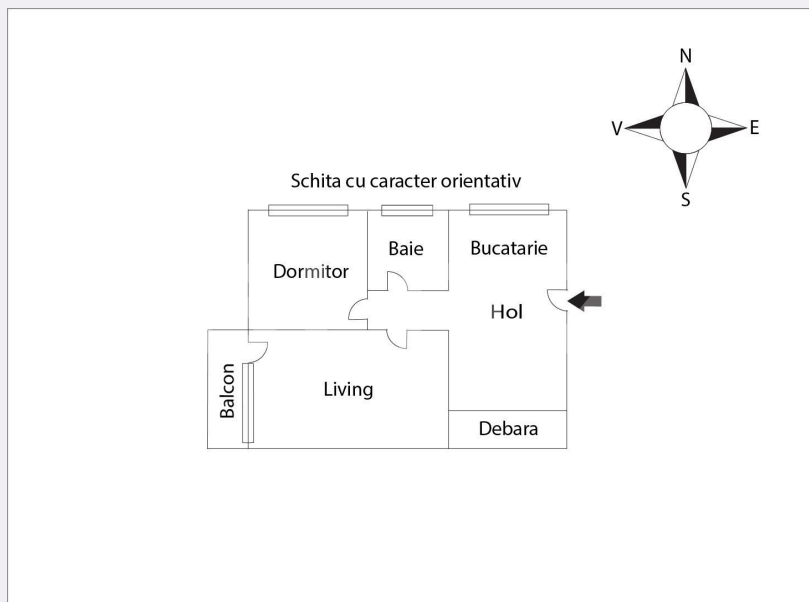 N
V
E
S
Schita cu caracter orientativ
Baie
Bucatarie
Dormitor
Hol
Balcon
Living
Debara